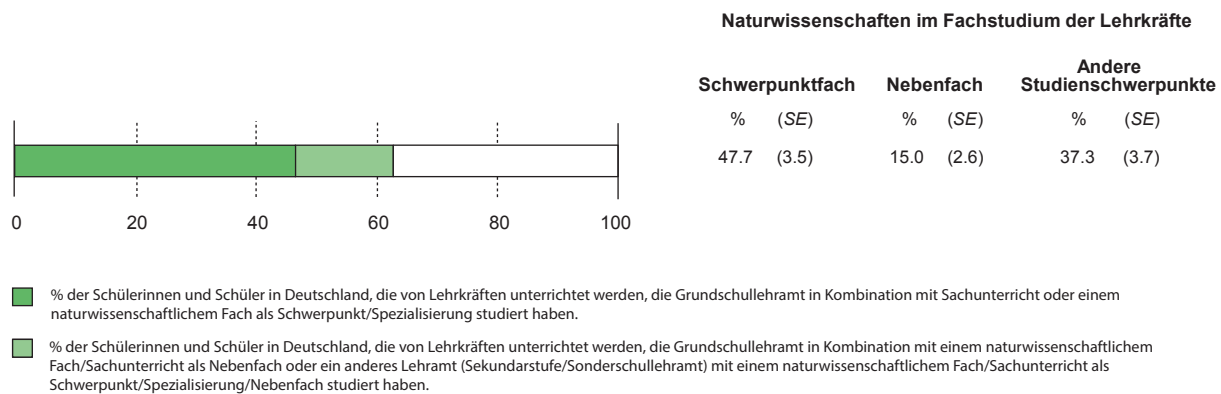 Naturwissenschaften im Fachstudium der Lehrkräfte
Schwerpunktfach Nebenfach Andere Studienschwerpunkte
% (SE) % (SE) % (SE)
47.7 (3.5) 15.0 (2.6) 37.3 (3.7)
0 20 40 60 80 100
% der Schülerinnen und Schüler in Deutschland, die von Lehrkräften unterrichtet werden, die Grundschullehramt in Kombination mit Sachunterricht oder einem
naturwissenschaftlichem Fach als Schwerpunkt/Spezialisierung studiert haben.
% der Schülerinnen und Schüler in Deutschland, die von Lehrkräften unterrichtet werden, die Grundschullehramt in Kombination mit einem naturwissenschaftlichem
Fach/Sachunterricht als Nebenfach oder ein anderes Lehramt (Sekundarstufe/Sonderschullehramt) mit einem naturwissenschaftlichem Fach/Sachunterricht als
Schwerpunkt/Spezialisierung/Nebenfach studiert haben.